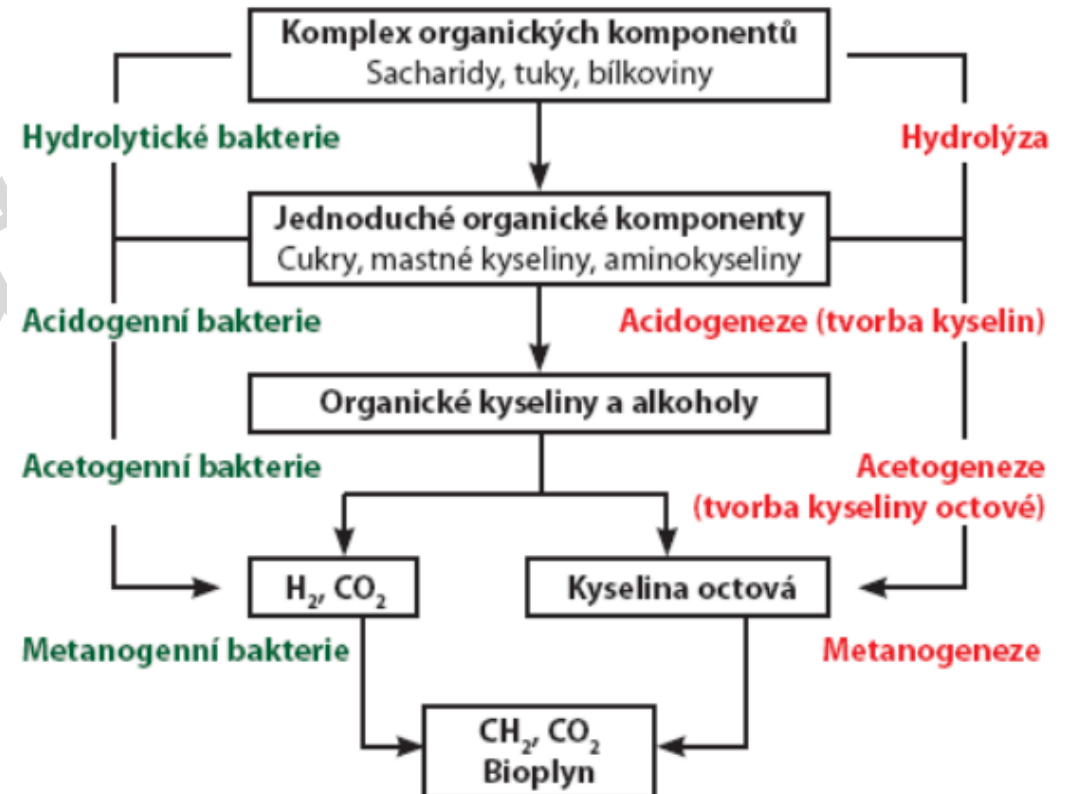 Komplex organických komponentů
Sacharidy, tuky, bílkoviny
Hydrolytické bakterie
Hydrolýza
Jednoduché organické komponenty
Cukry, mastné kyseliny, aminokyseliny
Acidogenní bakterie
Acidogeneze (tvorba kyselin)
Organické kyseliny a alkoholy
Acetogenní bakterie
Acetogeneze
(tvorba kyseliny octové)
H₂, CO₂
Kyselina octová
Metanogenní bakterie
Metanogeneze
CH₂, CO₂
Bioplyn